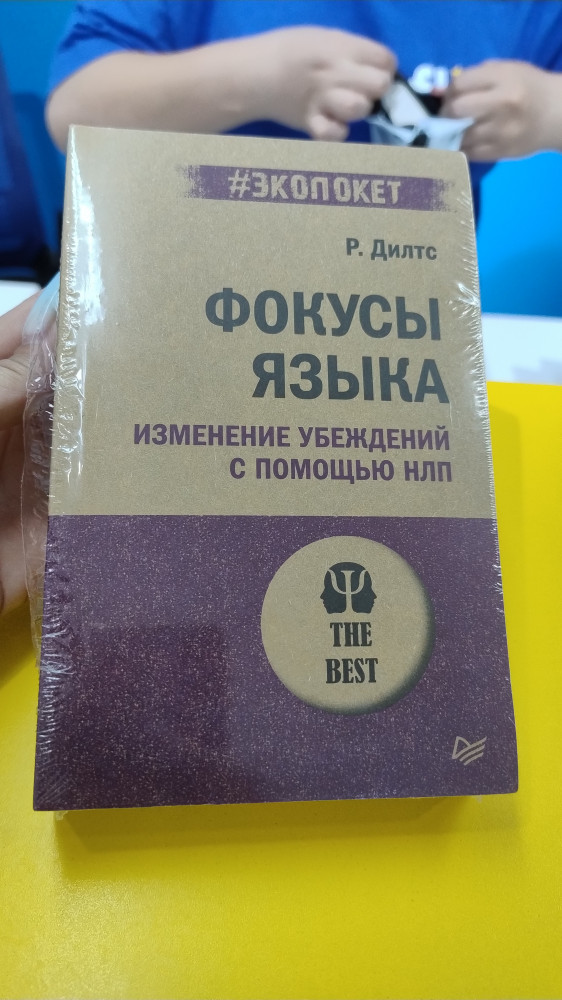 #ЭКОПОКЕТ
Р. Дилтс
ФОКУСЫ
ЯЗЫКА
ИЗМЕНЕНИЕ УБЕЖДЕНИЙ
С ПОМОЩЬЮ НЛП
THE
BEST